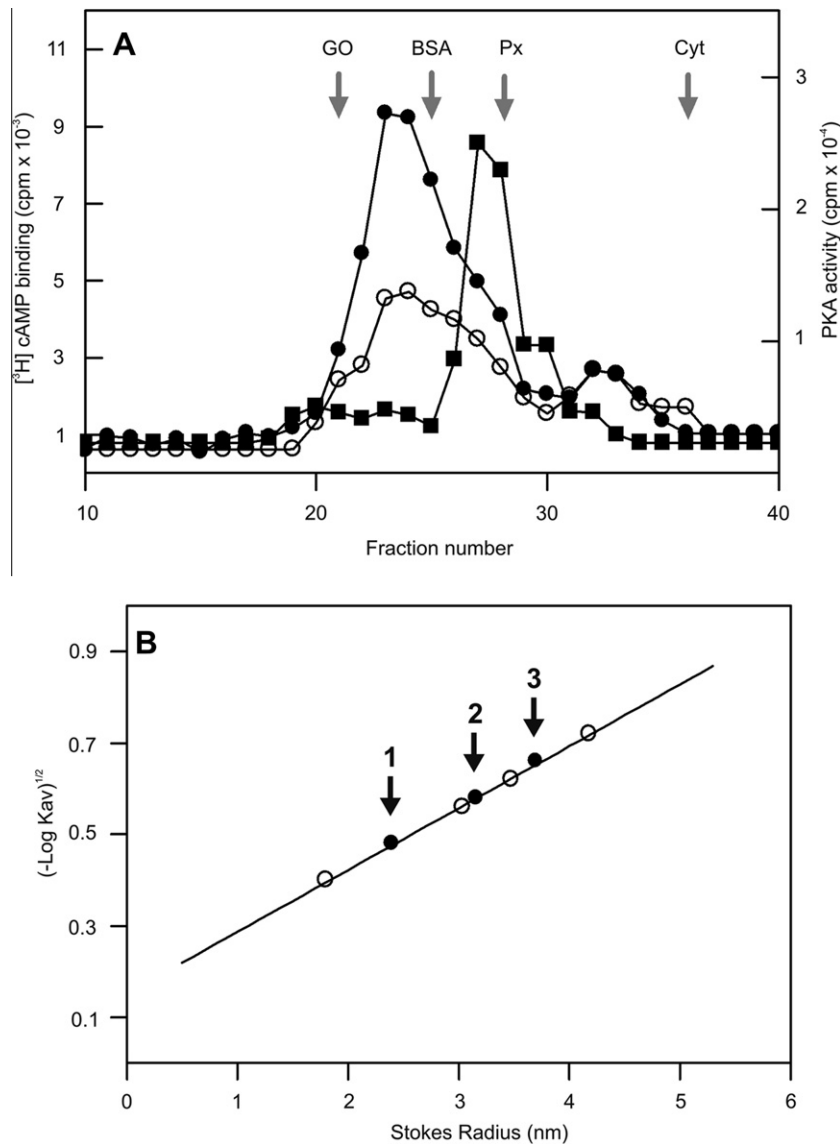 A
GO BSA Px Cyt
11
9
7
5
3
1
[³H] cAMP binding (cpm x 10⁻³)
3
2
1
PKA activity (cpm x 10⁻⁴)
10 20 30 40
Fraction number
B
0.9
0.7
0.5
0.3
0.1
(-Log Kav)¹ᐟ²
1
2
3
0 1 2 3 4 5 6
Stokes Radius (nm)